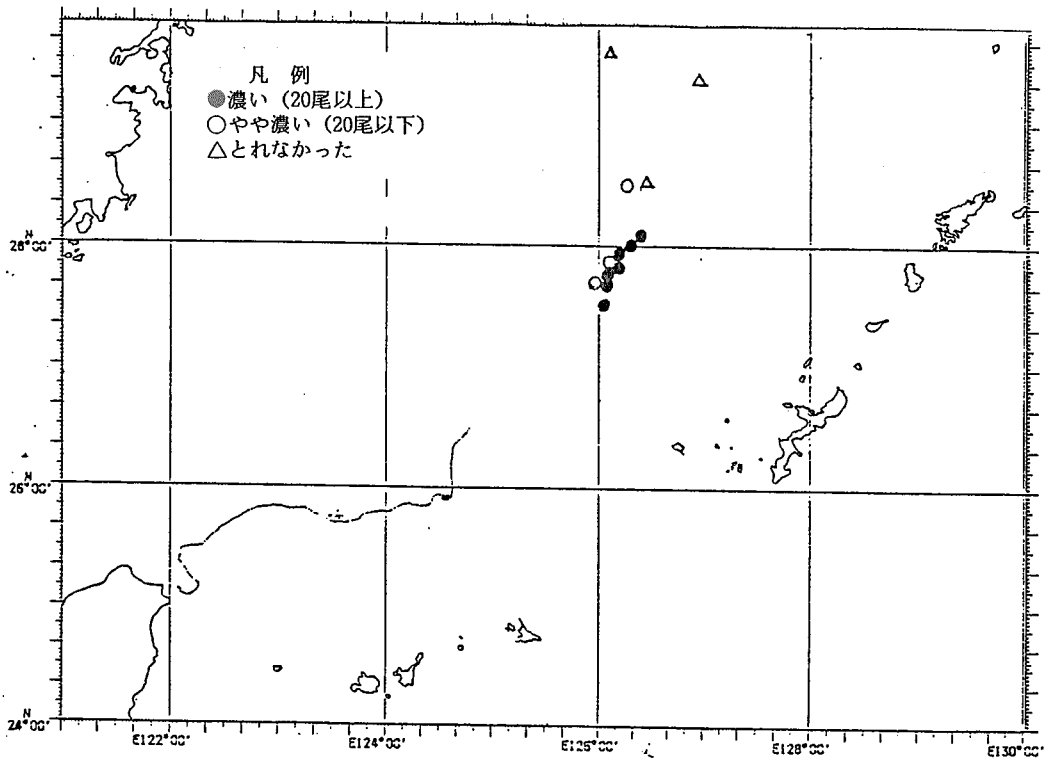 凡 例
●濃い (20尾以上)
○やや濃い (20尾以下)
△とれなかった
N
28°00'
N
26°00'
N
24°00'
E122°00'
E124°00'
E126°00'
E128°00'
E130°00'